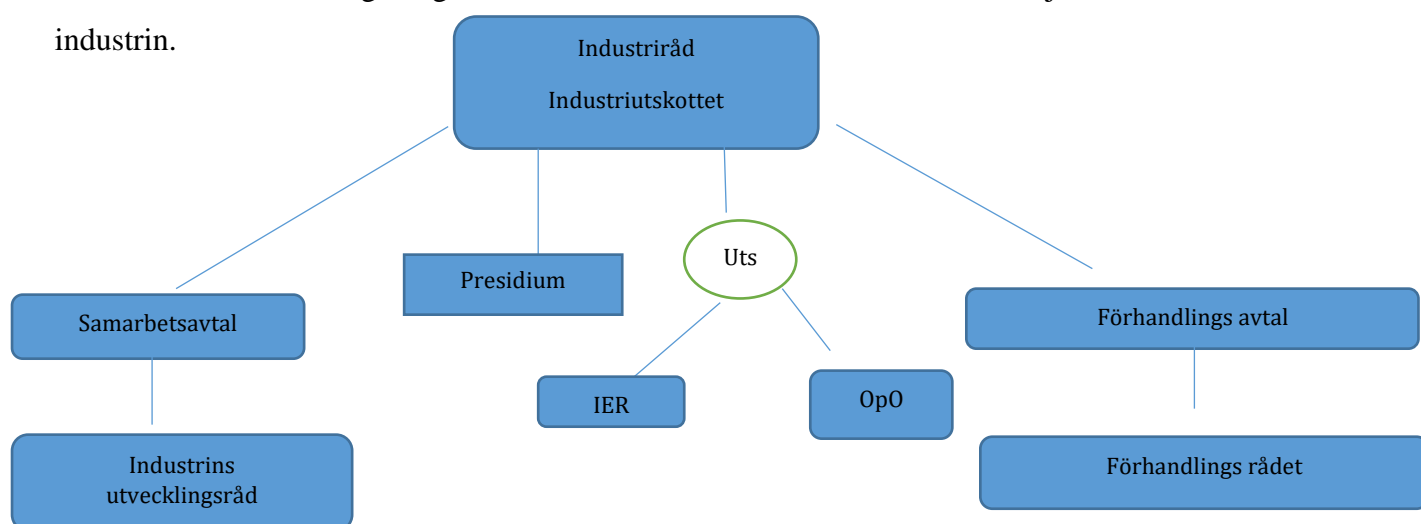 industrin.
Industriråd
Industriutskottet
Uts
Presidium
Samarbetsavtal
Förhandlings avtal
IER
OpO
Industrins
utvecklingsråd
Förhandlings rådet